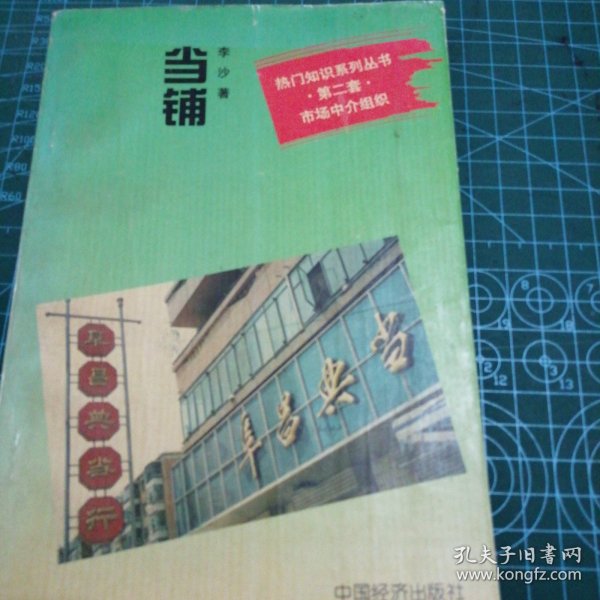 当铺
李沙著
热门知识系列丛书
·第二套·
市场中介组织
阜昌典当行
阜昌典当
中国经济出版社
孔夫子旧书网
www.kongfz.com